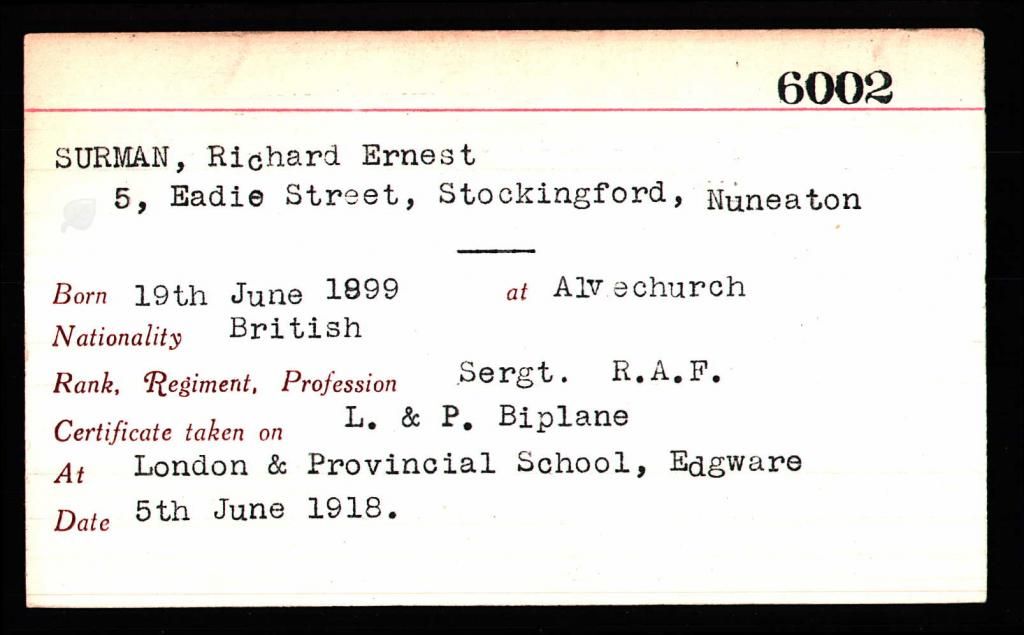 6002
SURMAN, Richard Ernest
5, Eadie Street, Stockingford, Nuneaton
Born 19th June 1899 at Alvechurch
Nationality British
Rank, Regiment, Profession Sergt. R.A.F.
Certificate taken on L. & P. Biplane
At London & Provincial School, Edgware
Date 5th June 1918.